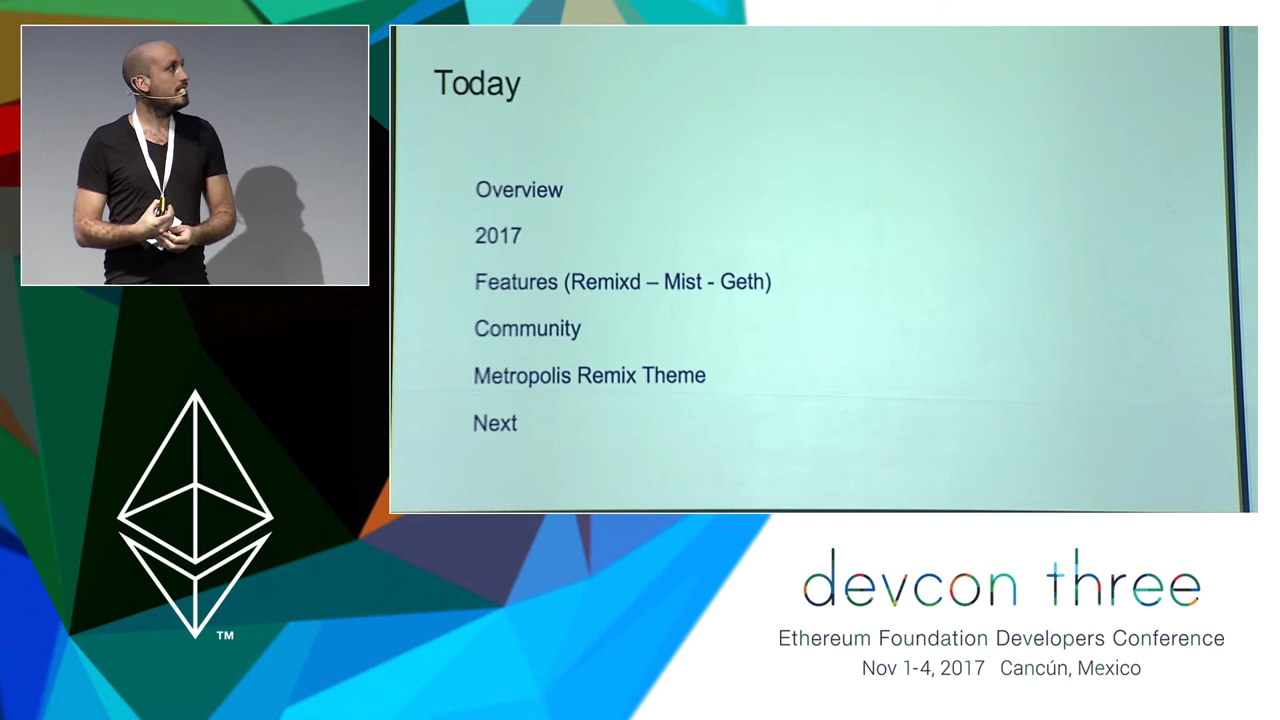 Today
Overview
2017
Features (Remixd – Mist - Geth)
Community
Metropolis Remix Theme
Next
TM
devcon three
Ethereum Foundation Developers Conference
Nov 1-4, 2017 Cancún, Mexico